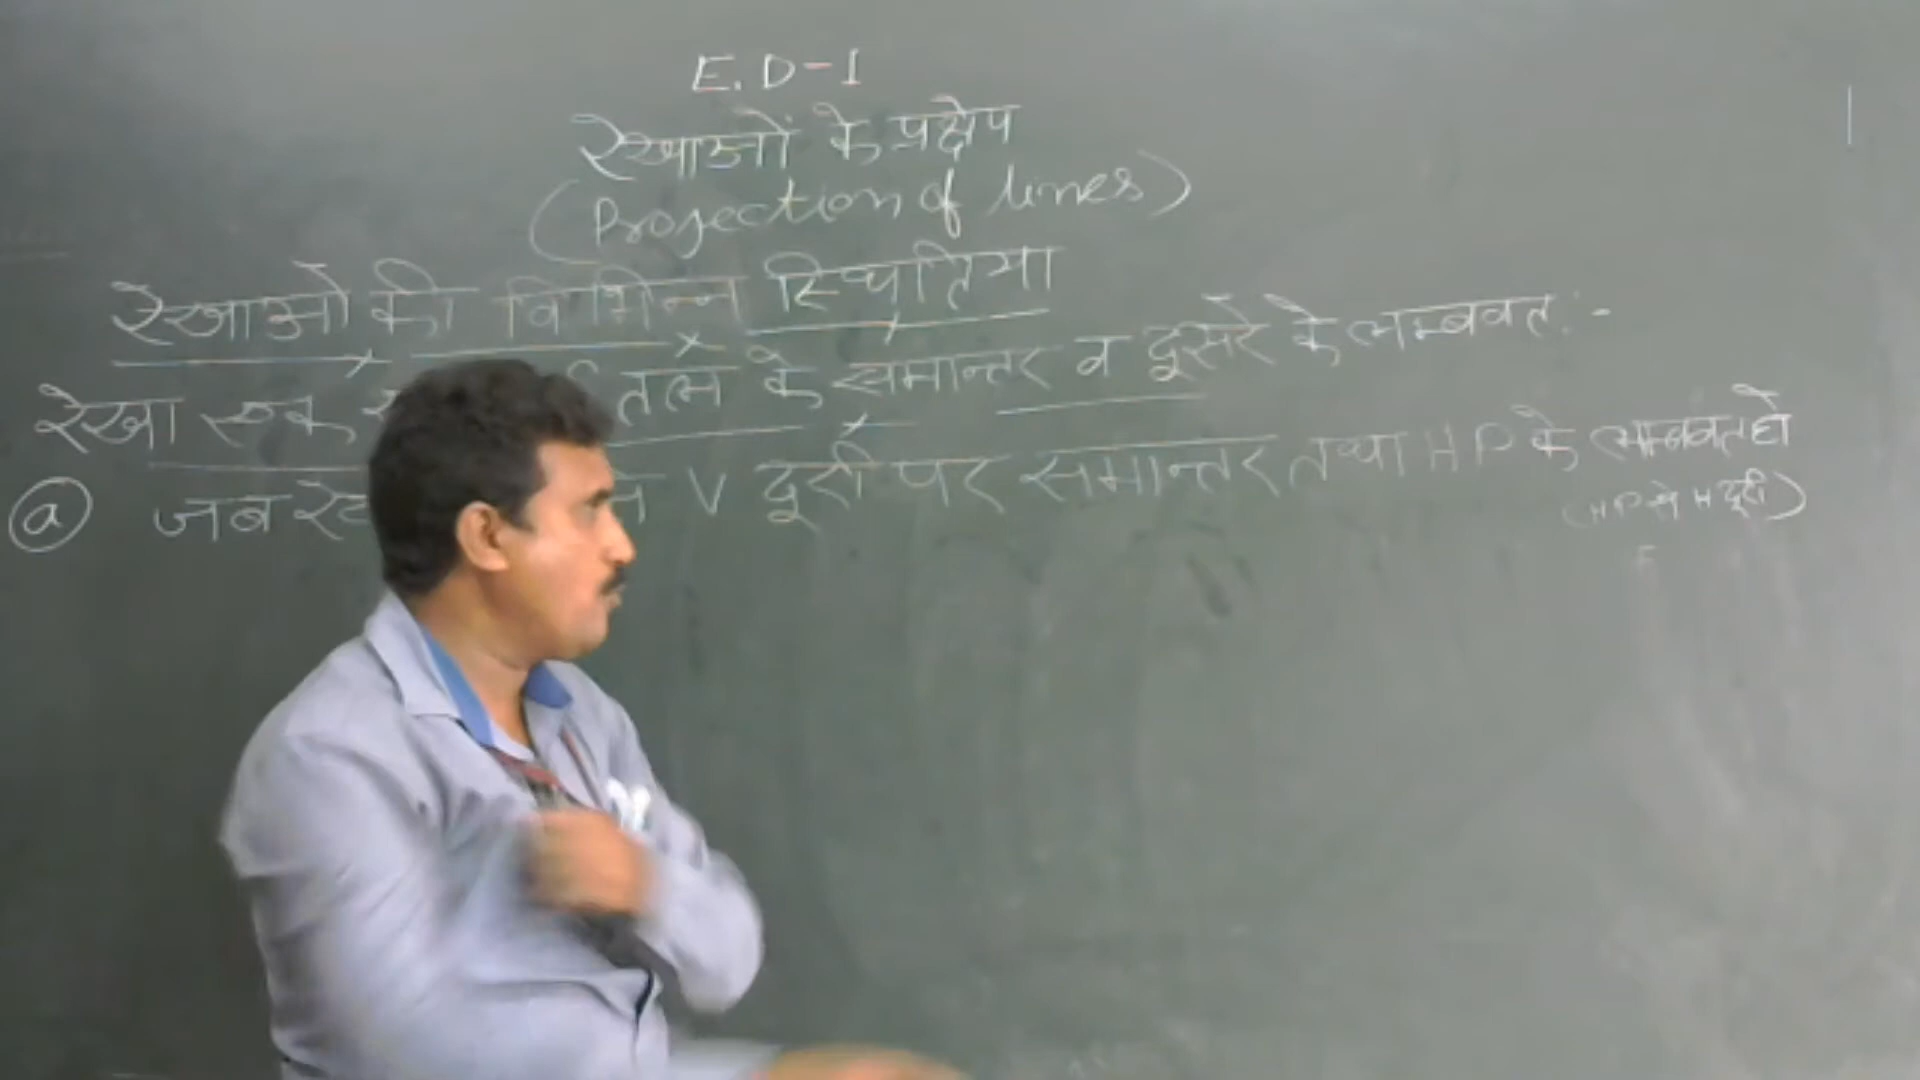 E.D-1
रेखाओं के प्रक्षेप
(Projection of lines)
रेखाओ की विभिन्न स्थितिया
रेखा एक तल के समान्तर व दूसरे के लम्बवत:-
(a) जब V दूरी पर समान्तर तथा HP के लम्बवत हो
(HP से H दूरी)